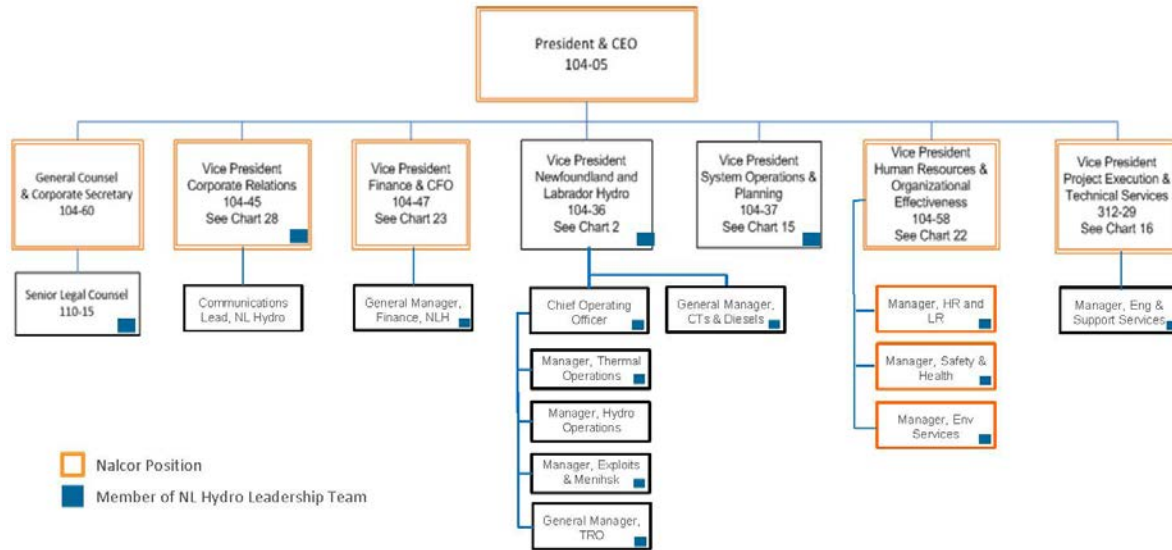 President & CEO
104-05
General Counsel
& Corporate Secretary
104-60
Vice President
Corporate Relations
104-45
See Chart 28
Vice President
Finance & CFO
104-47
See Chart 23
Vice President
Newfoundland and
Labrador Hydro
104-36
See Chart 2
Vice President
System Operations &
Planning
104-37
See Chart 15
Vice President
Human Resources &
Organizational
Effectiveness
104-58
See Chart 22
Vice President
Project Execution &
Technical Services
312-29
See Chart 16
Senior Legal Counsel
110-15
Communications
Lead, NL Hydro
General Manager,
Finance, NLH
Chief Operating
Officer
General Manager,
CTs & Diesels
Manager, HR and
LR
Manager, Eng &
Support Services
Manager, Thermal
Operations
Manager, Safety &
Health
Manager, Hydro
Operations
Manager, Env
Services
Manager, Exploits
& Menihsk
General Manager,
TRO
Nalcor Position
Member of NL Hydro Leadership Team